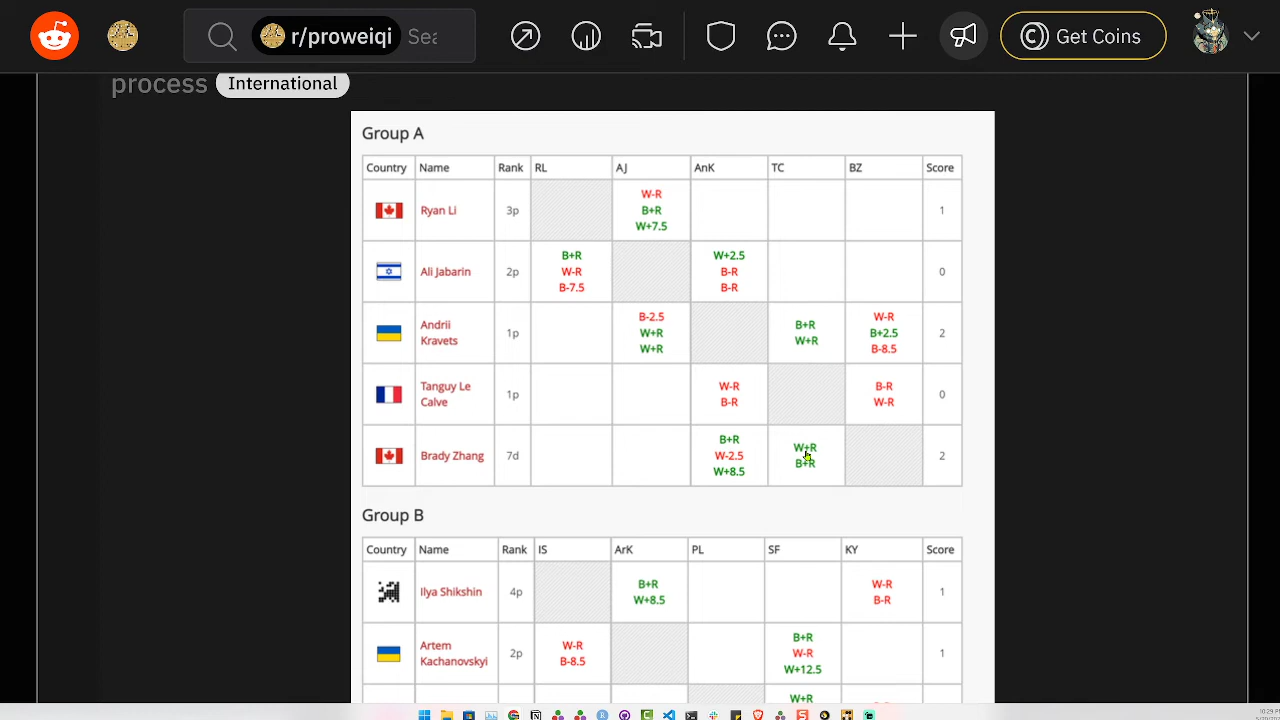 r/proweiqi Sea
Get Coins
process International
Group A
Country Name Rank RL AJ AnK TC BZ Score
Ryan Li 3p W-R B+R W+7.5 1
Ali Jabarin 2p B+R W-R B-7.5 W+2.5 B-R B-R 0
Andrii Kravets 1p B-2.5 W+R W+R B+R W+R W-R B+2.5 B-8.5 2
Tanguy Le Calve 1p W-R B-R B-R W-R 0
Brady Zhang 7d B+R W-2.5 W+8.5 W+R B+R 2
Group B
Country Name Rank IS ArK PL SF KY Score
Ilya Shikshin 4p B+R W+8.5 W-R B-R 1
Artem Kachanovskyi 2p W-R B-8.5 B+R W-R W+12.5 1
W+R